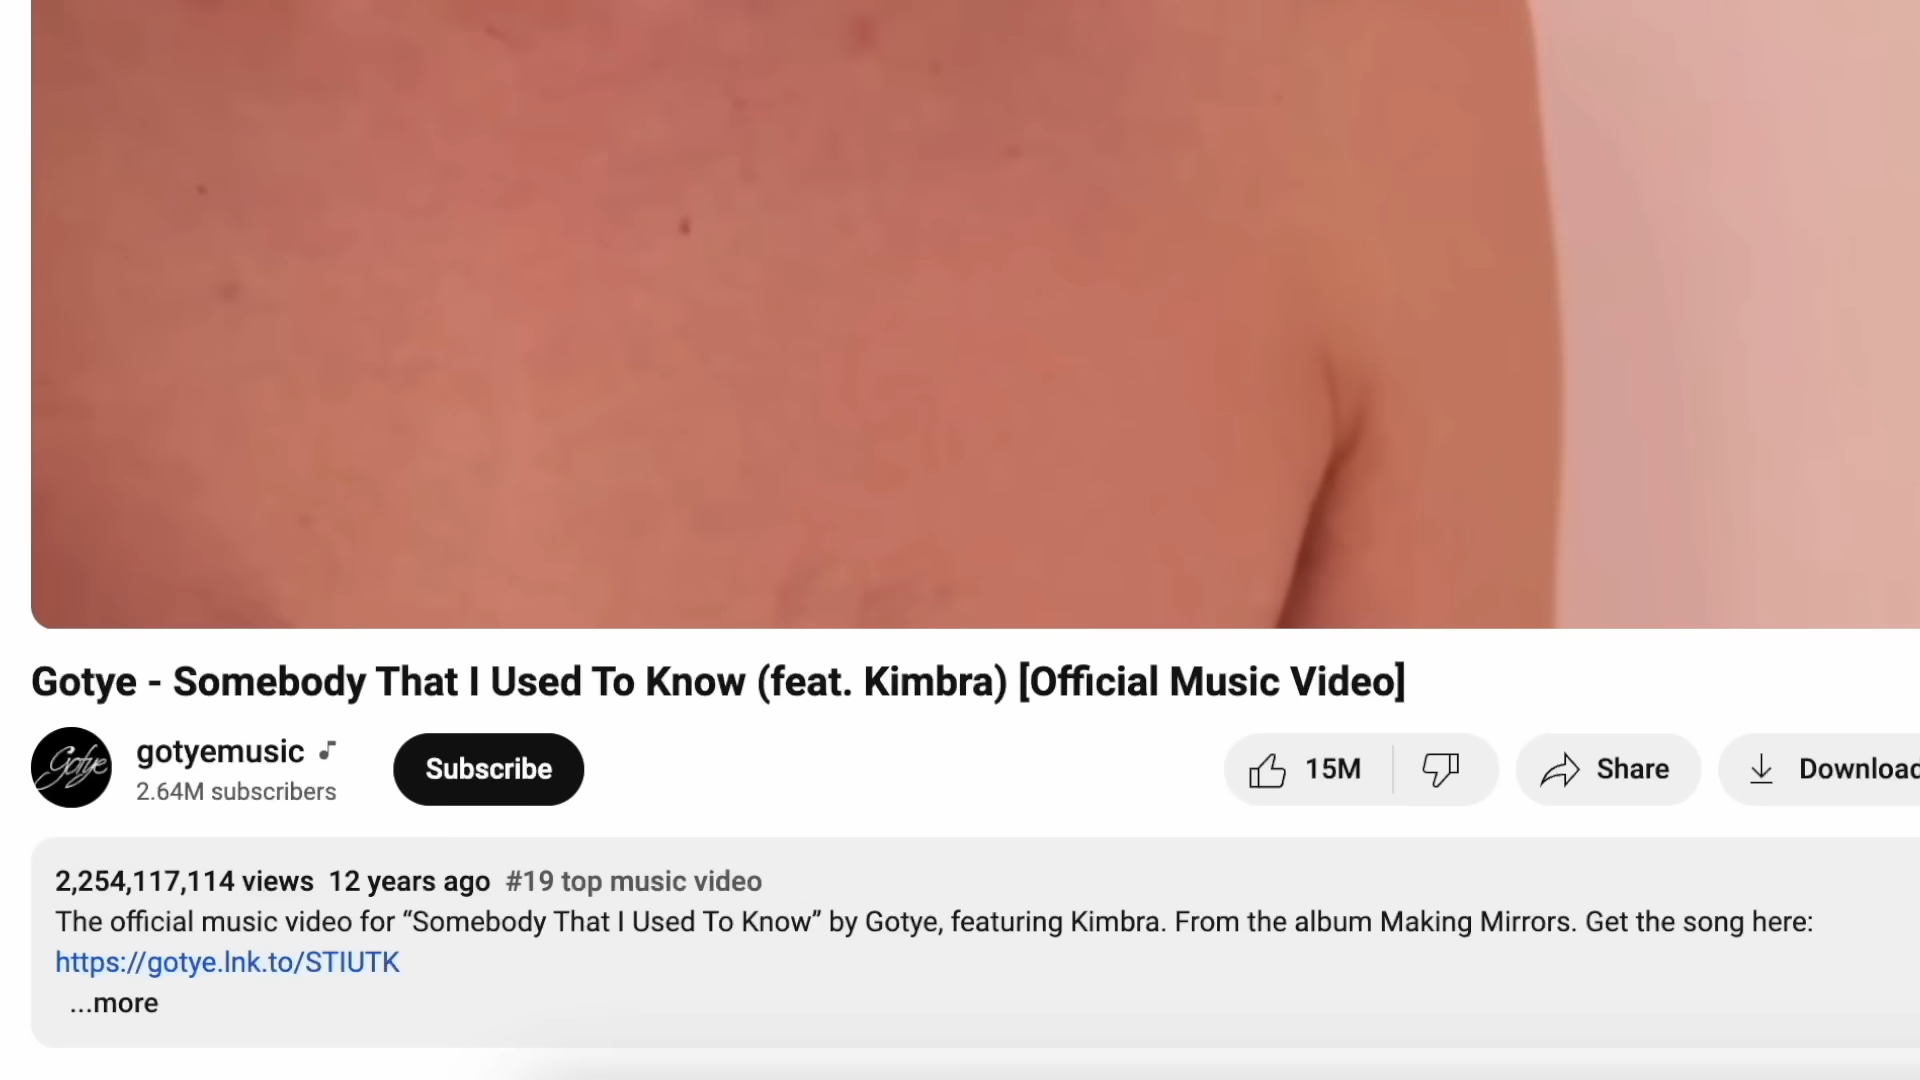 Gotye - Somebody That I Used To Know (feat. Kimbra) [Official Music Video]
Gotye
gotyemusic
2.64M subscribers
Subscribe
15M
Share
Download
2,254,117,114 views 12 years ago #19 top music video
The official music video for “Somebody That I Used To Know” by Gotye, featuring Kimbra. From the album Making Mirrors. Get the song here:
https://gotye.lnk.to/STIUTK
...more